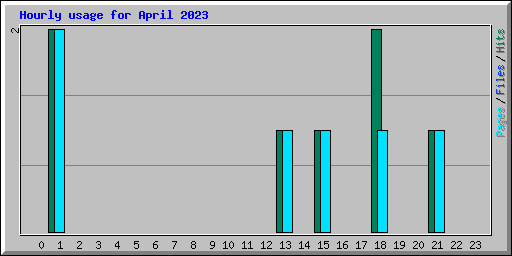 Hourly usage for April 2023
2
Pages/Files/Hits
0 1 2 3 4 5 6 7 8 9 10 11 12 13 14 15 16 17 18 19 20 21 22 23